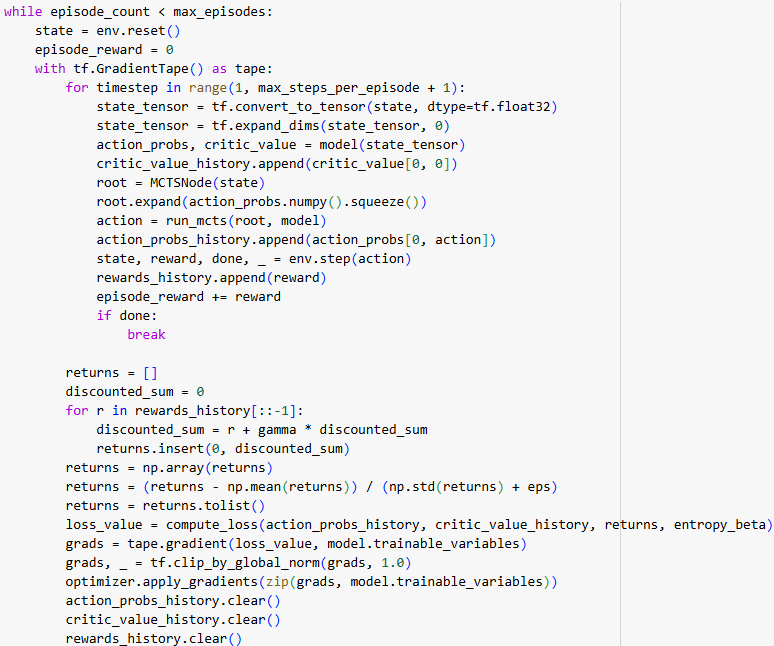 while episode_count < max_episodes:
    state = env.reset()
    episode_reward = 0
    with tf.GradientTape() as tape:
        for timestep in range(1, max_steps_per_episode + 1):
            state_tensor = tf.convert_to_tensor(state, dtype=tf.float32)
            state_tensor = tf.expand_dims(state_tensor, 0)
            action_probs, critic_value = model(state_tensor)
            critic_value_history.append(critic_value[0, 0])
            root = MCTSNode(state)
            root.expand(action_probs.numpy().squeeze())
            action = run_mcts(root, model)
            action_probs_history.append(action_probs[0, action])
            state, reward, done, _ = env.step(action)
            rewards_history.append(reward)
            episode_reward += reward
            if done:
                break

        returns = []
        discounted_sum = 0
        for r in rewards_history[::-1]:
            discounted_sum = r + gamma * discounted_sum
            returns.insert(0, discounted_sum)
        returns = np.array(returns)
        returns = (returns - np.mean(returns)) / (np.std(returns) + eps)
        returns = returns.tolist()
        loss_value = compute_loss(action_probs_history, critic_value_history, returns, entropy_beta)
        grads = tape.gradient(loss_value, model.trainable_variables)
        grads, _ = tf.clip_by_global_norm(grads, 1.0)
        optimizer.apply_gradients(zip(grads, model.trainable_variables))
        action_probs_history.clear()
        critic_value_history.clear()
        rewards_history.clear()